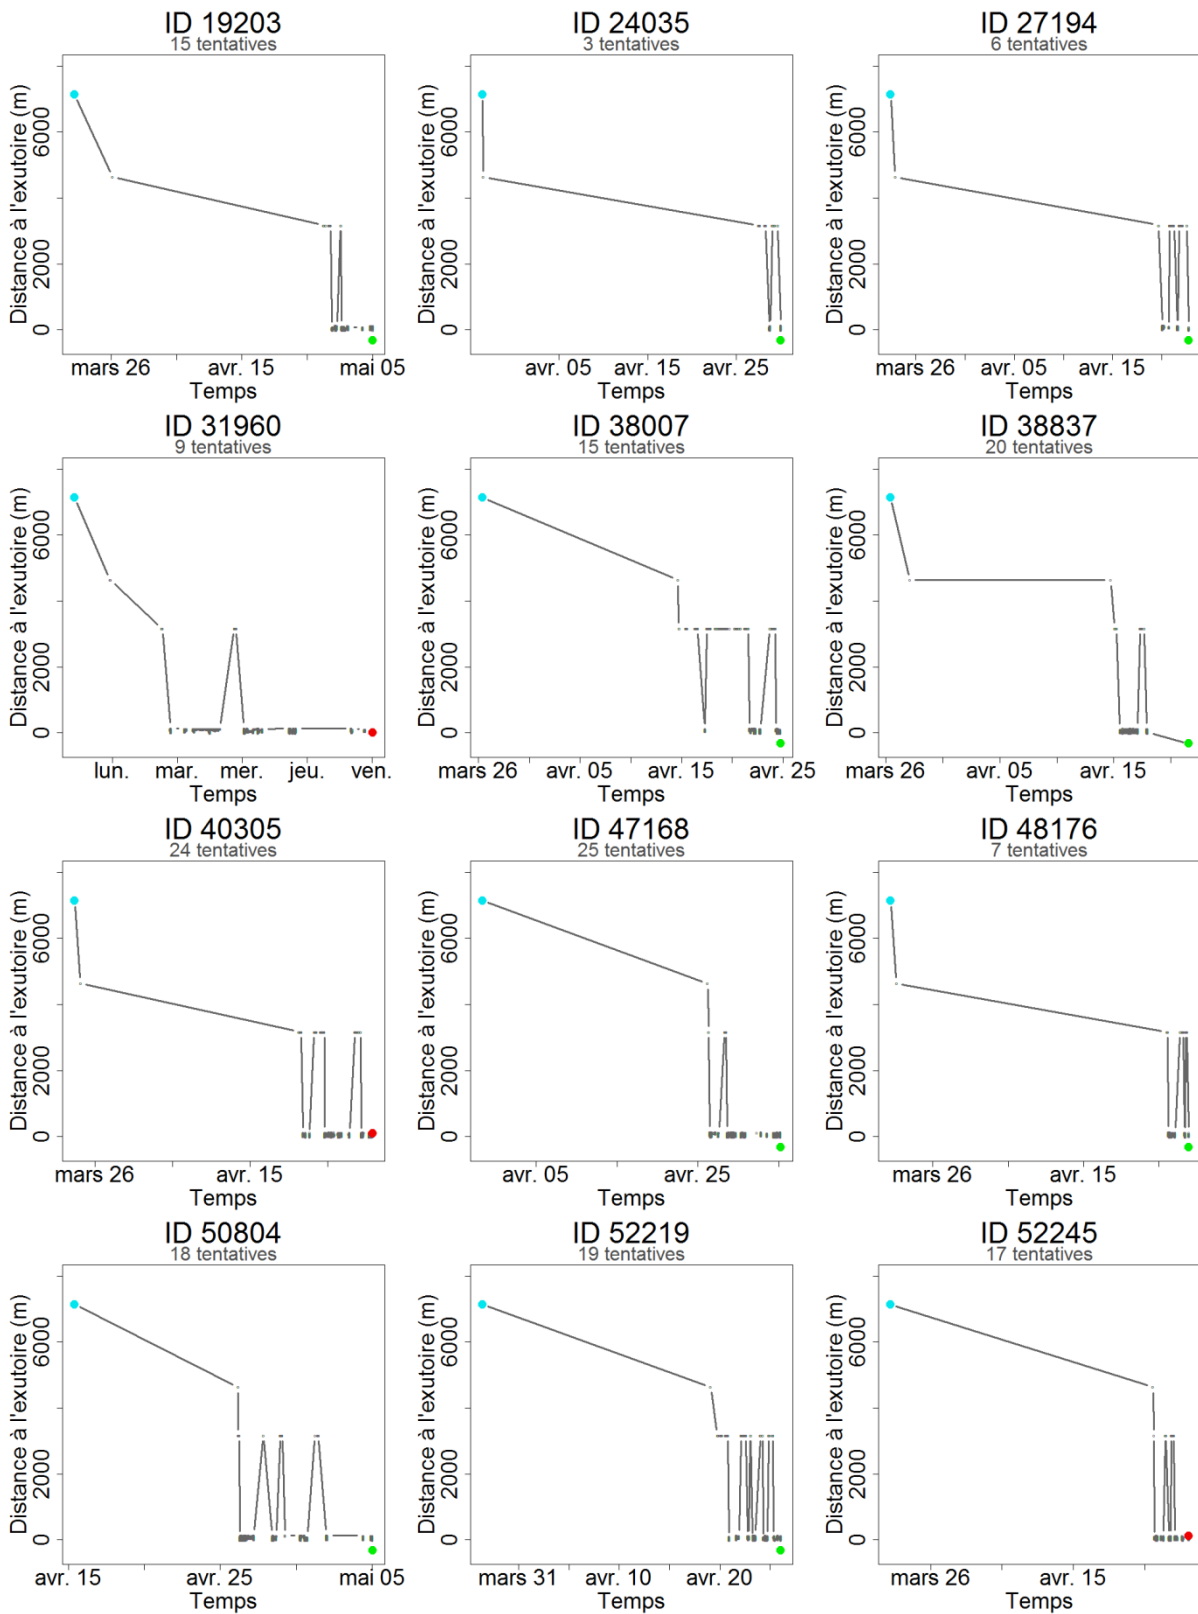 ID 19203
15 tentatives
Distance à l'exutoire (m)
0 2000 6000
mars 26 avr. 15 mai 05
Temps
ID 24035
3 tentatives
Distance à l'exutoire (m)
0 2000 6000
avr. 05 avr. 15 avr. 25
Temps
ID 27194
6 tentatives
Distance à l'exutoire (m)
0 2000 6000
mars 26 avr. 05 avr. 15
Temps
ID 31960
9 tentatives
Distance à l'exutoire (m)
0 2000 6000
lun. mar. mer. jeu. ven.
Temps
ID 38007
15 tentatives
Distance à l'exutoire (m)
0 2000 6000
mars 26 avr. 05 avr. 15 avr. 25
Temps
ID 38837
20 tentatives
Distance à l'exutoire (m)
0 2000 6000
mars 26 avr. 05 avr. 15
Temps
ID 40305
24 tentatives
Distance à l'exutoire (m)
0 2000 6000
mars 26 avr. 15
Temps
ID 47168
25 tentatives
Distance à l'exutoire (m)
0 2000 6000
avr. 05 avr. 25
Temps
ID 48176
7 tentatives
Distance à l'exutoire (m)
0 2000 6000
mars 26 avr. 15
Temps
ID 50804
18 tentatives
Distance à l'exutoire (m)
0 2000 6000
avr. 15 avr. 25 mai 05
Temps
ID 52219
19 tentatives
Distance à l'exutoire (m)
0 2000 6000
mars 31 avr. 10 avr. 20
Temps
ID 52245
17 tentatives
Distance à l'exutoire (m)
0 2000 6000
mars 26 avr. 15
Temps